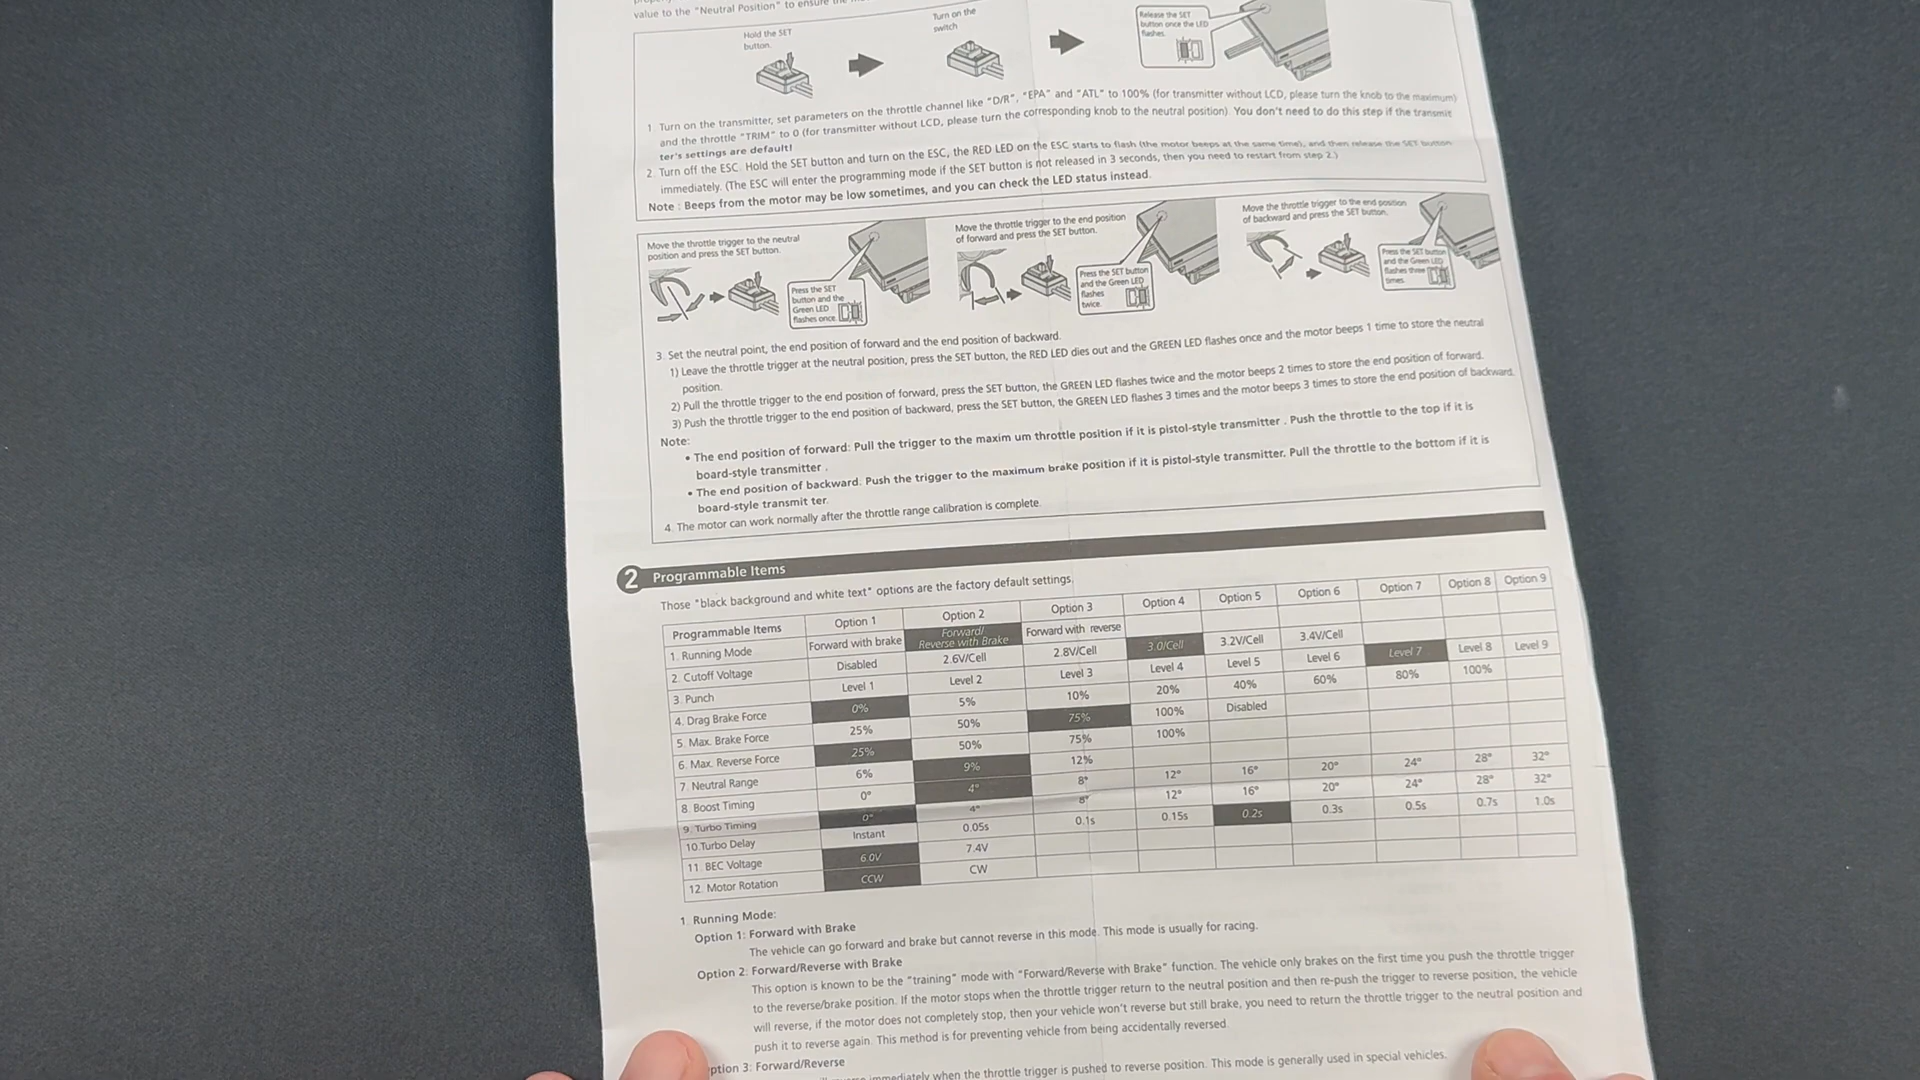 value to the "Neutral Position" to ensure the
Hold the SET
button.
Turn on the
switch
Release the SET
button once the LED
flashes.
1 Turn on the transmitter, set parameters on the throttle channel like "D/R", "EPA" and "ATL" to 100% (for transmitter without LCD, please turn the knob to the maximum)
and the throttle "TRIM" to 0 (for transmitter without LCD, please turn the corresponding knob to the neutral position) You don't need to do this step if the transmit
ter's settings are default!
2 Turn off the ESC. Hold the SET button and turn on the ESC, the RED LED on the ESC starts to flash (the motor beeps at the same time), and then release the SET button
immediately. (The ESC will enter the programming mode if the SET button is not released in 3 seconds, then you need to restart from step 2.)
Note : Beeps from the motor may be low sometimes, and you can check the LED status instead.
Move the throttle trigger to the neutral
position and press the SET button.
Press the SET
button and the
Green LED
flashes once.
Move the throttle trigger to the end position
of forward and press the SET button.
Press the SET button
and the Green LED
flashes
twice.
Move the throttle trigger to the end position
of backward and press the SET button.
Press the SET button
and the Green LED
flashes three
times.
3 Set the neutral point, the end position of forward and the end position of backward.
1) Leave the throttle trigger at the neutral position, press the SET button, the RED LED dies out and the GREEN LED flashes once and the motor beeps 1 time to store the neutral
position.
2) Pull the throttle trigger to the end position of forward, press the SET button, the GREEN LED flashes twice and the motor beeps 2 times to store the end position of forward.
3) Push the throttle trigger to the end position of backward, press the SET button, the GREEN LED flashes 3 times and the motor beeps 3 times to store the end position of backward.
Note:
• The end position of forward: Pull the trigger to the maxim um throttle position if it is pistol-style transmitter . Push the throttle to the top if it is
board-style transmitter .
• The end position of backward. Push the trigger to the maximum brake position if it is pistol-style transmitter. Pull the throttle to the bottom if it is
board-style transmit ter.
4. The motor can work normally after the throttle range calibration is complete.
2 Programmable Items
Those "black background and white text" options are the factory default settings.
Programmable Items Option 1 Option 2 Option 3 Option 4 Option 5 Option 6 Option 7 Option 8 Option 9
1. Running Mode Forward with brake Forward/ Reverse with Brake Forward with reverse
2. Cutoff Voltage Disabled 2.6V/Cell 2.8V/Cell 3.0/Cell 3.2V/Cell 3.4V/Cell
3. Punch Level 1 Level 2 Level 3 Level 4 Level 5 Level 6 Level 7 Level 8 Level 9
4. Drag Brake Force 0% 5% 10% 20% 40% 60% 80% 100%
5. Max. Brake Force 25% 50% 75% 100% Disabled
6. Max. Reverse Force 25% 50% 75% 100%
7. Neutral Range 6% 9% 12%
8. Boost Timing 0° 4° 8° 12° 16° 20° 24° 28° 32°
9. Turbo Timing 0° 4° 8° 12° 16° 20° 24° 28° 32°
10.Turbo Delay Instant 0.05s 0.1s 0.15s 0.2s 0.3s 0.5s 0.7s 1.0s
11. BEC Voltage 6.0V 7.4V
12. Motor Rotation CCW CW
1. Running Mode:
Option 1: Forward with Brake
The vehicle can go forward and brake but cannot reverse in this mode. This mode is usually for racing.
Option 2: Forward/Reverse with Brake
This option is known to be the "training" mode with "Forward/Reverse with Brake" function. The vehicle only brakes on the first time you push the throttle trigger
to the reverse/brake position. If the motor stops when the throttle trigger return to the neutral position and then re-push the trigger to reverse position, the vehicle
will reverse, if the motor does not completely stop, then your vehicle won't reverse but still brake, you need to return the throttle trigger to the neutral position and
push it to reverse again. This method is for preventing vehicle from being accidentally reversed.
ption 3: Forward/Reverse
immediately when the throttle trigger is pushed to reverse position. This mode is generally used in special vehicles.